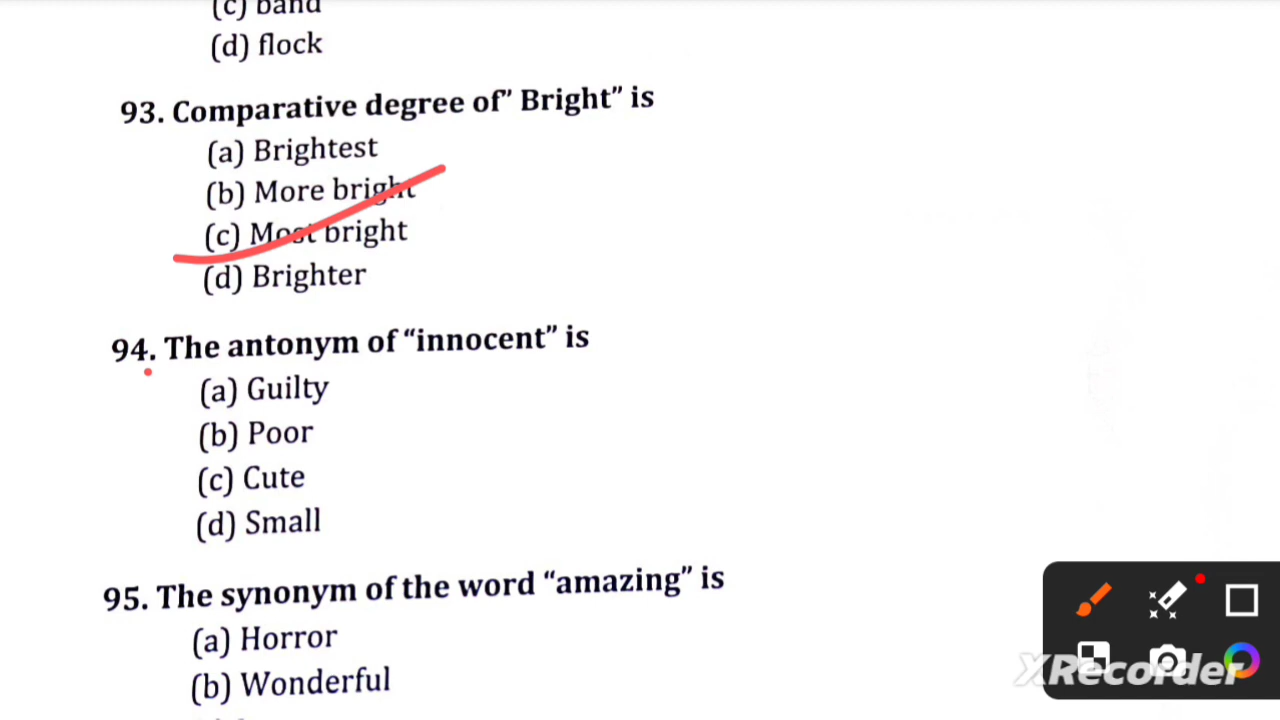 (c) band
(d) flock
93. Comparative degree of” Bright” is
(a) Brightest
(b) More bright
(c) Most bright
(d) Brighter
94. The antonym of “innocent” is
(a) Guilty
(b) Poor
(c) Cute
(d) Small
95. The synonym of the word “amazing” is
(a) Horror
(b) Wonderful
XRecorder